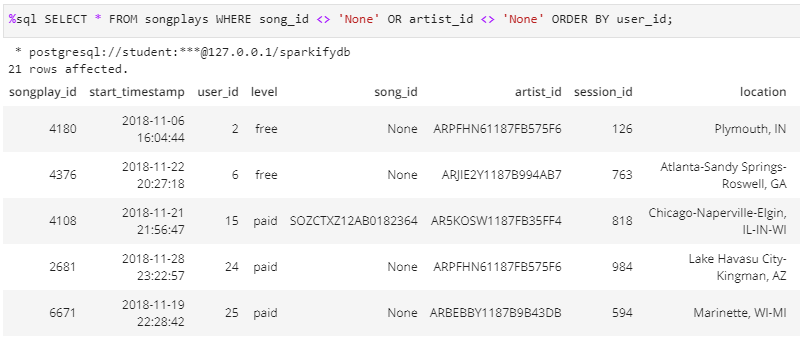 %sql SELECT * FROM songplays WHERE song_id <> 'None' OR artist_id <> 'None' ORDER BY user_id;
* postgresql://student:***@127.0.0.1/sparkifydb
21 rows affected.
songplay_id start_timestamp user_id level song_id artist_id session_id location
4180 2018-11-06 16:04:44 2 free None ARPFHN61187FB575F6 126 Plymouth, IN
4376 2018-11-22 20:27:18 6 free None ARJIE2Y1187B994AB7 763 Atlanta-Sandy Springs-Roswell, GA
4108 2018-11-21 21:56:47 15 paid SOZCTXZ12AB0182364 AR5KOSW1187FB35FF4 818 Chicago-Naperville-Elgin, IL-IN-WI
2681 2018-11-28 23:22:57 24 paid None ARPFHN61187FB575F6 984 Lake Havasu City-Kingman, AZ
6671 2018-11-19 22:28:42 25 paid None ARBEBBY1187B9B43DB 594 Marinette, WI-MI